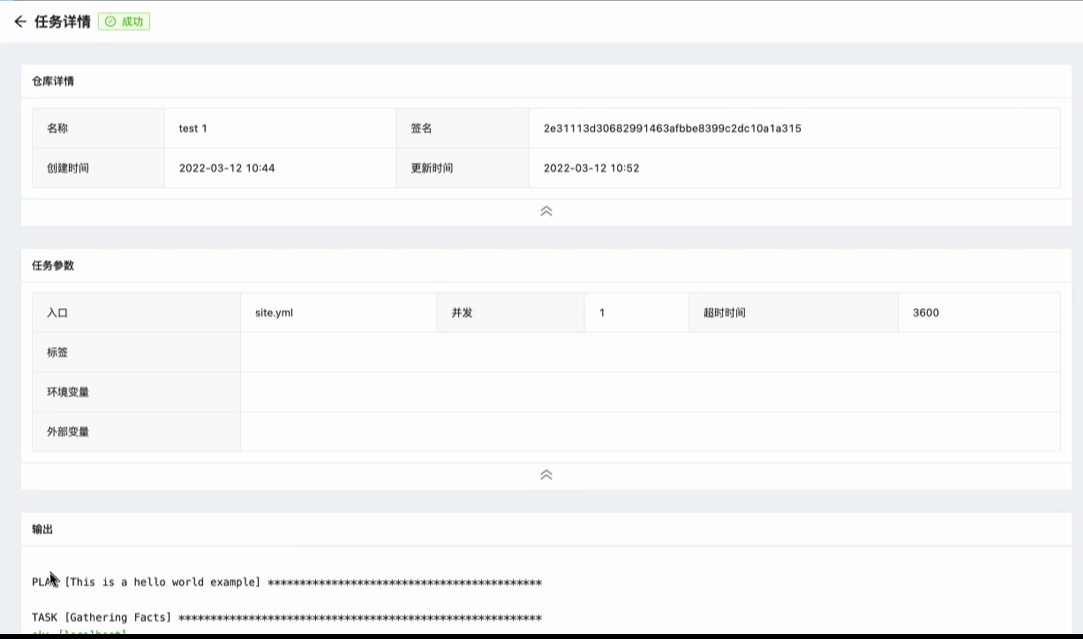 任务详情 成功
仓库详情
名称 test 1 签名 2e31113d30682991463afbbe8399c2dc10a1a315
创建时间 2022-03-12 10:44 更新时间 2022-03-12 10:52
任务参数
入口 site.yml 并发 1 超时时间 3600
标签
环境变量
外部变量
输出
[This is a hello world example] *******************************************
TASK [Gathering Facts] *********************************************************